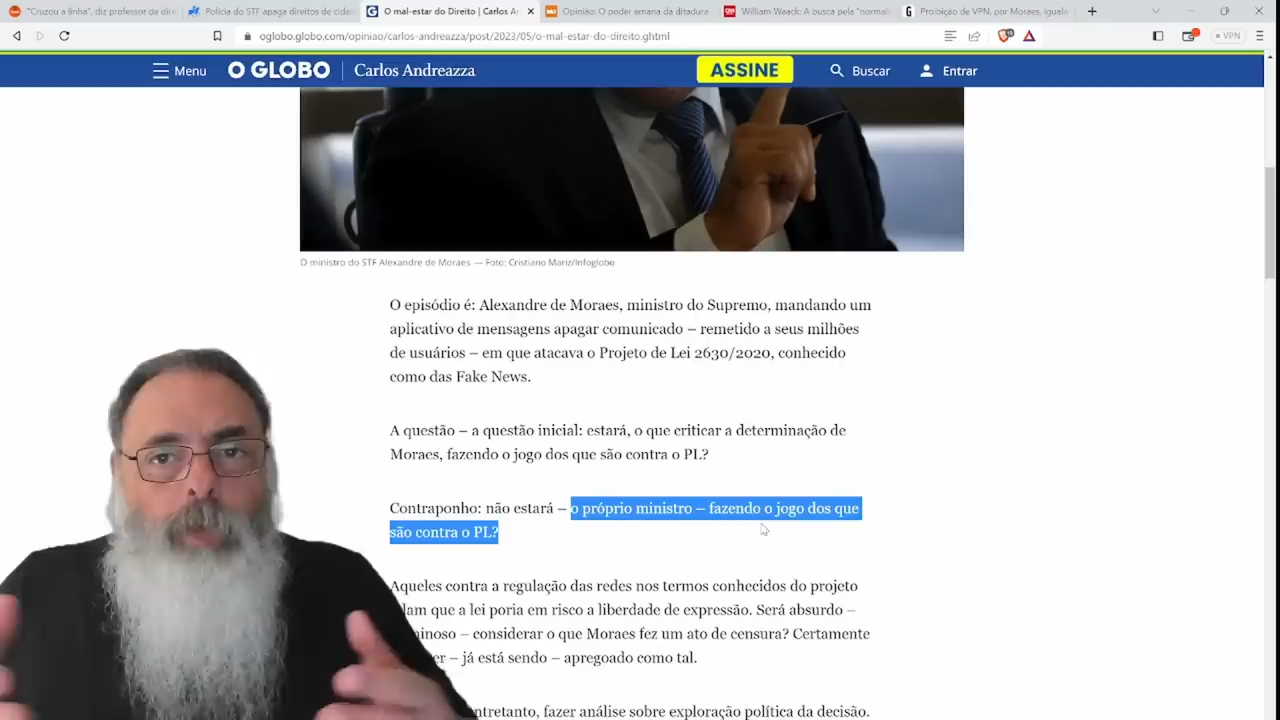 "Cruzou a linha", diz professor de dire
Polícia do STF apaga direitos de cidad
O mal-estar do Direito | Carlos A
Opinião: O poder emana da ditadura
William Waack: A busca pela "normal
Proibição de VPN, por Moraes, iguala
oglobo.globo.com/opiniao/carlos-andreazza/post/2023/05/o-mal-estar-do-direito.ghtml
VPN
Menu
O GLOBO
Carlos Andreazza
ASSINE
Buscar
Entrar
O ministro do STF Alexandre de Moraes — Foto: Cristiano Mariz/Infoglobo
O episódio é: Alexandre de Moraes, ministro do Supremo, mandando um
aplicativo de mensagens apagar comunicado – remetido a seus milhões
de usuários – em que atacava o Projeto de Lei 2630/2020, conhecido
como das Fake News.
A questão – a questão inicial: estará, o que criticar a determinação de
Moraes, fazendo o jogo dos que são contra o PL?
Contraponho: não estará – o próprio ministro – fazendo o jogo dos que
são contra o PL?
Aqueles contra a regulação das redes nos termos conhecidos do projeto
que a lei poria em risco a liberdade de expressão. Será absurdo –
– considerar o que Moraes fez um ato de censura? Certamente
– já está sendo – apregoado como tal.
fazer análise sobre exploração política da decisão.